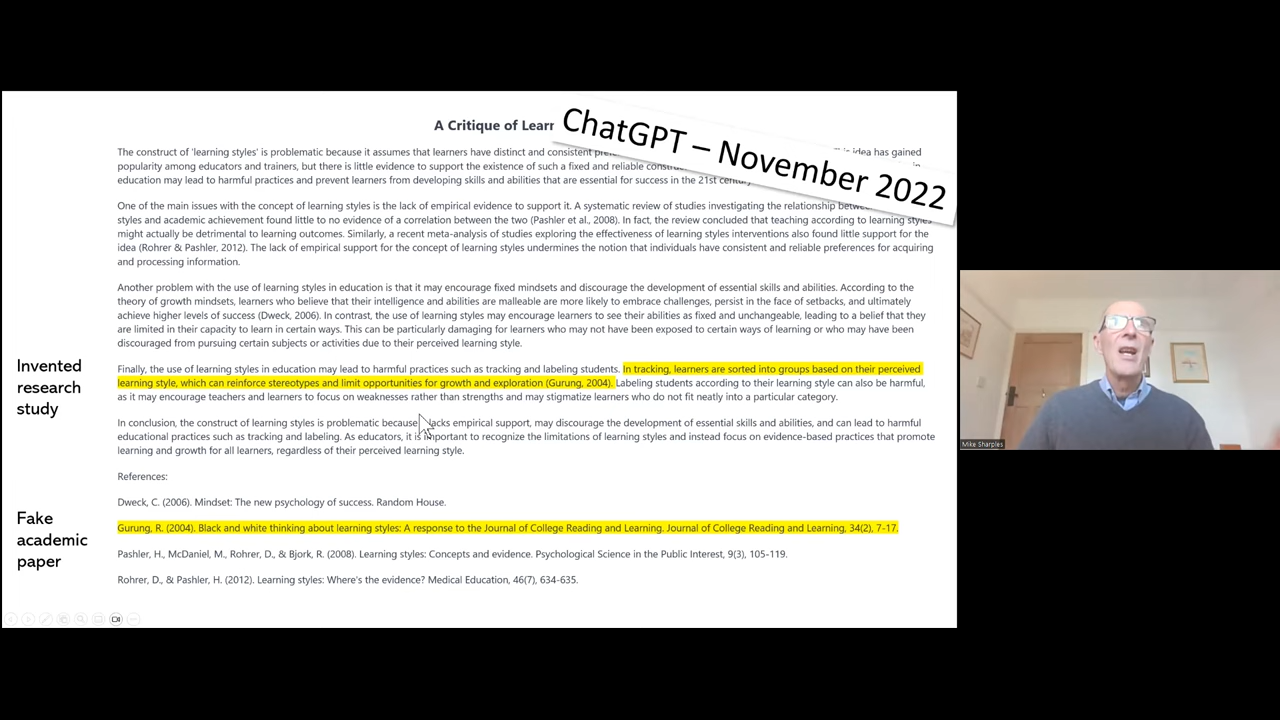 A Critique of Lear
ChatGPT – November 2022
The construct of 'learning styles' is problematic because it assumes that learners have distinct and consistent idea has gained
popularity among educators and trainers, but there is little evidence to support the existence of such a fixed and reliable
education may lead to harmful practices and prevent learners from developing skills and abilities that are essential for success in the 21st
One of the main issues with the concept of learning styles is the lack of empirical evidence to support it. A systematic review of studies investigating the relationship
styles and academic achievement found little to no evidence of a correlation between the two (Pashler et al., 2008). In fact, the review concluded that teaching according to learning styles
might actually be detrimental to learning outcomes. Similarly, a recent meta-analysis of studies exploring the effectiveness of learning styles interventions also found little support for the
idea (Rohrer & Pashler, 2012). The lack of empirical support for the concept of learning styles undermines the notion that individuals have consistent and reliable preferences for acquiring
and processing information.
Another problem with the use of learning styles in education is that it may encourage fixed mindsets and discourage the development of essential skills and abilities. According to the
theory of growth mindsets, learners who believe that their intelligence and abilities are malleable are more likely to embrace challenges, persist in the face of setbacks, and ultimately
achieve higher levels of success (Dweck, 2006). In contrast, the use of learning styles may encourage learners to see their abilities as fixed and unchangeable, leading to a belief that they
are limited in their capacity to learn in certain ways. This can be particularly damaging for learners who may not have been exposed to certain ways of learning or who may have been
discouraged from pursuing certain subjects or activities due to their perceived learning style.
Invented
research
study
Finally, the use of learning styles in education may lead to harmful practices such as tracking and labeling students. In tracking, learners are sorted into groups based on their perceived
learning style, which can reinforce stereotypes and limit opportunities for growth and exploration (Gurung, 2004). Labeling students according to their learning style can also be harmful,
as it may encourage teachers and learners to focus on weaknesses rather than strengths and may stigmatize learners who do not fit neatly into a particular category.
In conclusion, the construct of learning styles is problematic because lacks empirical support, may discourage the development of essential skills and abilities, and can lead to harmful
educational practices such as tracking and labeling. As educators, it is important to recognize the limitations of learning styles and instead focus on evidence-based practices that promote
learning and growth for all learners, regardless of their perceived learning style.
References:
Dweck, C. (2006). Mindset: The new psychology of success. Random House.
Fake
academic
paper
Gurung, R. (2004). Black and white thinking about learning styles: A response to the Journal of College Reading and Learning. Journal of College Reading and Learning, 34(2), 7-17.
Pashler, H., McDaniel, M., Rohrer, D., & Bjork, R. (2008). Learning styles: Concepts and evidence. Psychological Science in the Public Interest, 9(3), 105-119.
Rohrer, D., & Pashler, H. (2012). Learning styles: Where's the evidence? Medical Education, 46(7), 634-635.
Mike Sharples